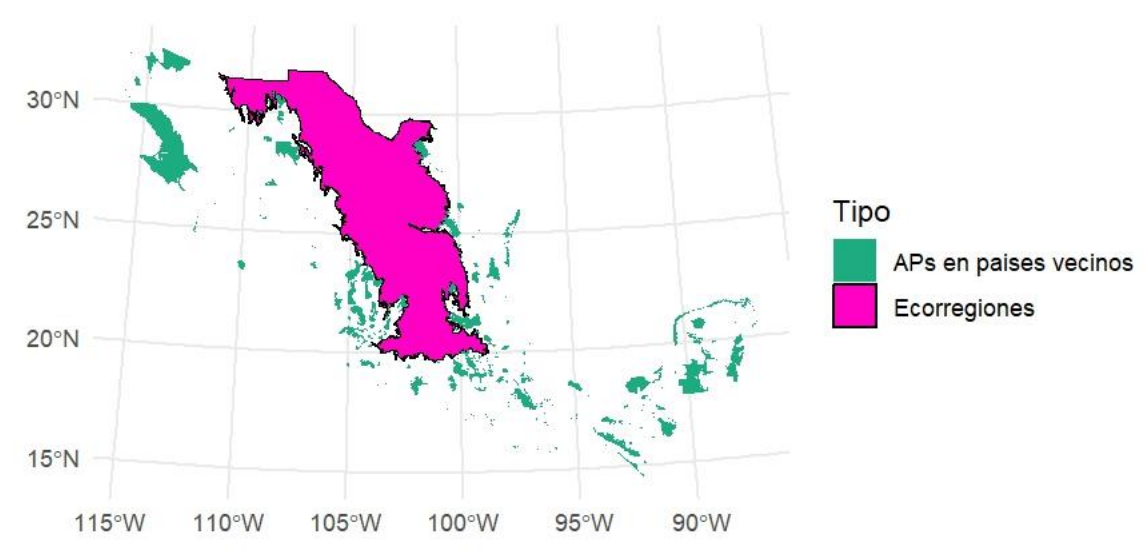 30°N
25°N
20°N
15°N
115°W 110°W 105°W 100°W 95°W 90°W
Tipo
APs en paises vecinos
Ecorregiones